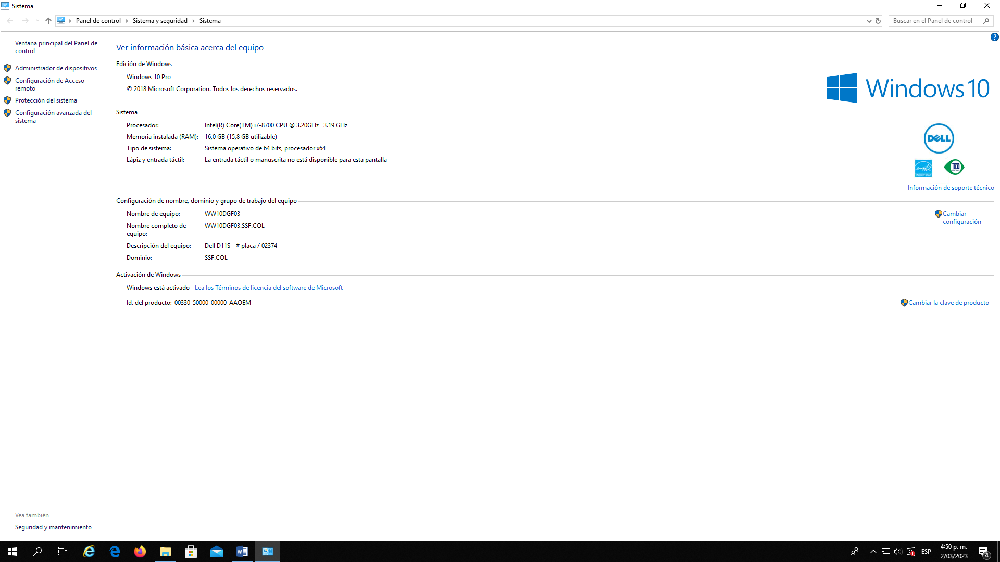 Sistema
Panel de control > Sistema y seguridad > Sistema
Buscar en el Panel de control
?
Ventana principal del Panel de
control
Administrador de dispositivos
Configuración de Acceso
remoto
Protección del sistema
Configuración avanzada del
sistema
Ver información básica acerca del equipo
Edición de Windows
Windows 10 Pro
© 2018 Microsoft Corporation. Todos los derechos reservados.
Windows 10
Sistema
Procesador: Intel(R) Core(TM) i7-8700 CPU @ 3.20GHz 3.19 GHz
Memoria instalada (RAM): 16,0 GB (15,8 GB utilizable)
Tipo de sistema: Sistema operativo de 64 bits, procesador x64
Lápiz y entrada táctil: La entrada táctil o manuscrita no está disponible para esta pantalla
DELL
energy
ENERGY STAR
TCO
Información de soporte técnico
Configuración de nombre, dominio y grupo de trabajo del equipo
Nombre de equipo: WW10DGF03
Nombre completo de
equipo: WW10DGF03.SSF.COL
Descripción del equipo: Dell D11S - # placa / 02374
Dominio: SSF.COL
Cambiar
configuración
Activación de Windows
Windows está activado Lea los Términos de licencia del software de Microsoft
Id. del producto: 00330-50000-00000-AAOEM
Cambiar la clave de producto
Vea también
Seguridad y mantenimiento
ESP
4:50 p. m.
2/03/2023
4